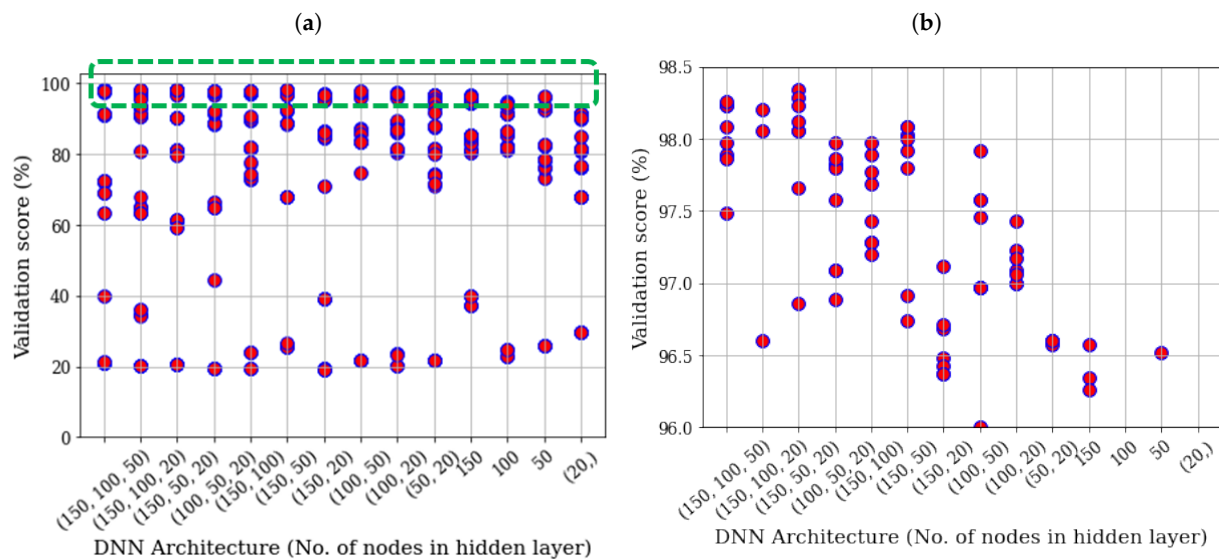 (a)
(b)
Validation score (%)
100
80
60
40
20
0
(150, 100, 50)
(150, 100, 20)
(150, 50, 20)
(100, 50, 20)
(150, 100)
(150, 50)
(150, 20)
(100, 50)
(100, 20)
(50, 20)
150
100
50
(20,)
DNN Architecture (No. of nodes in hidden layer)
Validation score (%)
98.5
98.0
97.5
97.0
96.5
96.0
(150, 100, 50)
(150, 100, 20)
(150, 50, 20)
(100, 50, 20)
(150, 100)
(150, 50)
(150, 20)
(100, 50)
(100, 20)
(50, 20)
150
100
50
(20,)
DNN Architecture (No. of nodes in hidden layer)